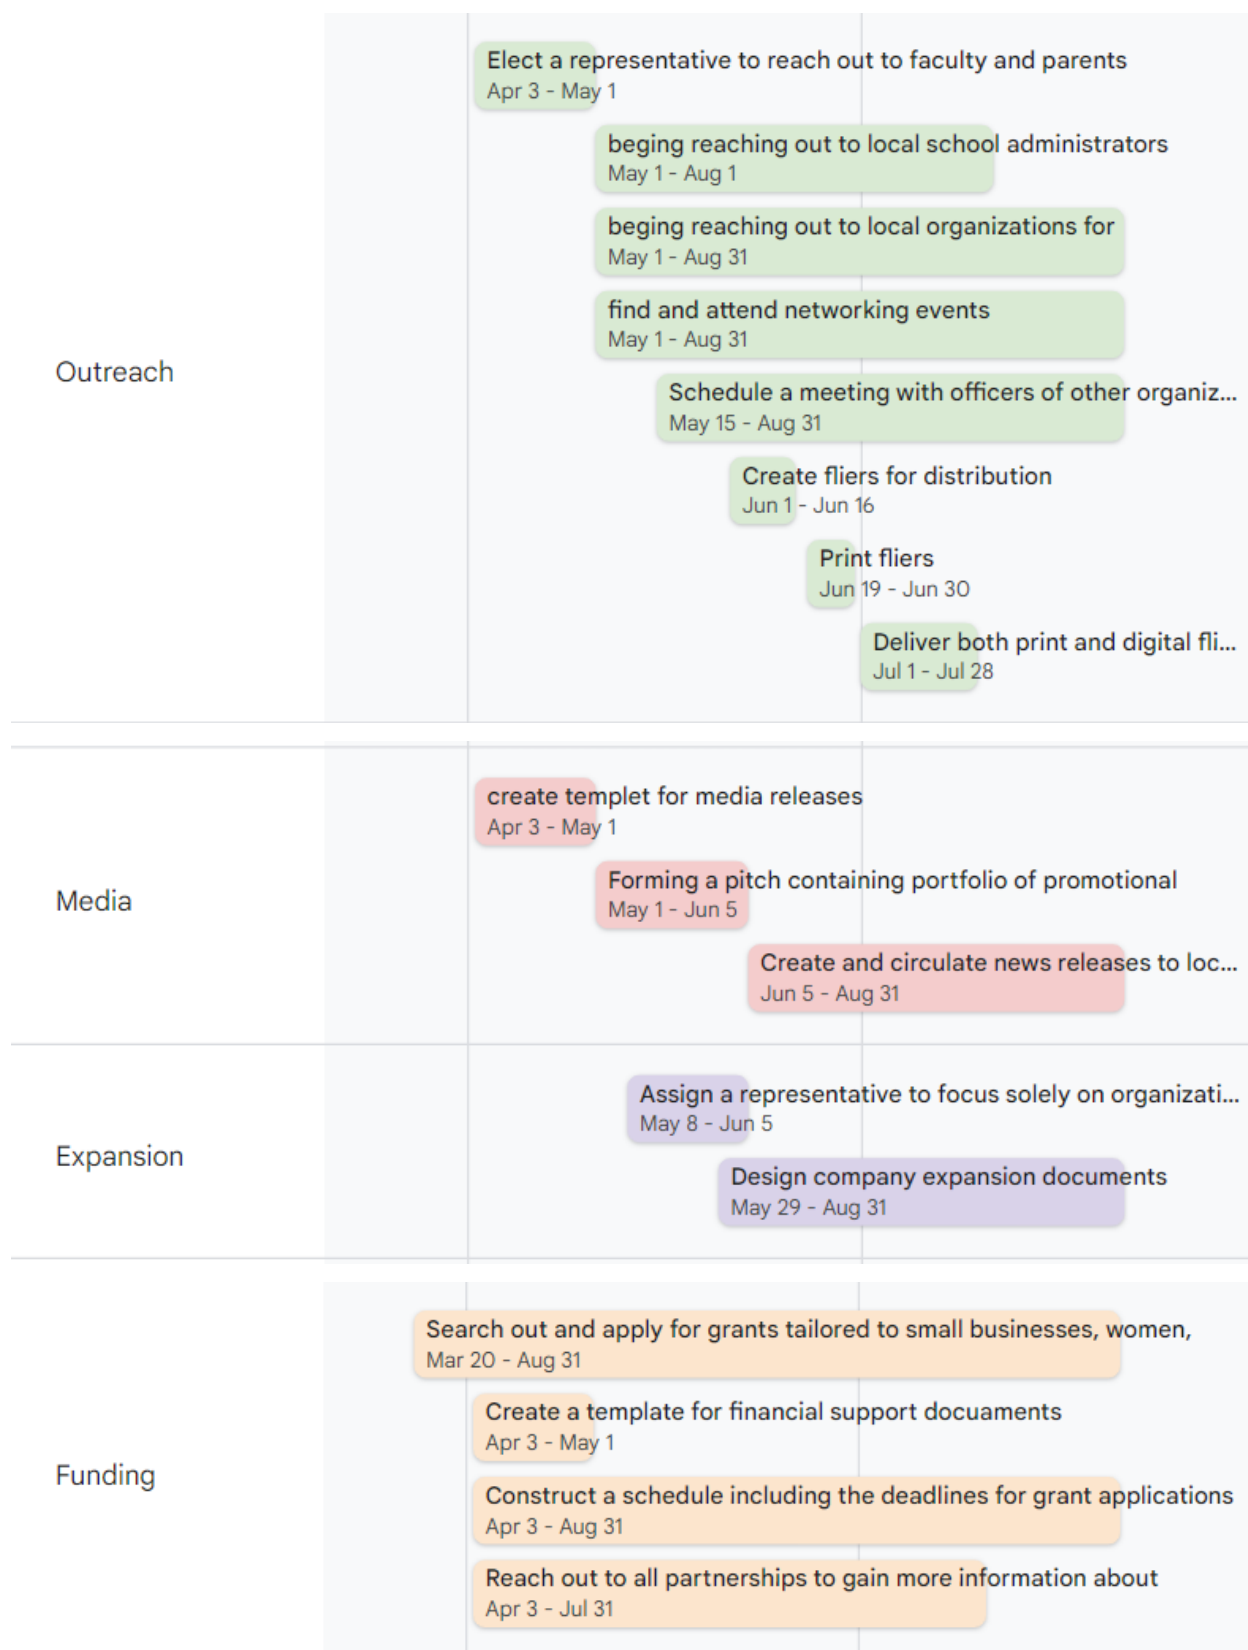 Outreach
Elect a representative to reach out to faculty and parents
Apr 3 - May 1
beging reaching out to local school administrators
May 1 - Aug 1
beging reaching out to local organizations for
May 1 - Aug 31
find and attend networking events
May 1 - Aug 31
Schedule a meeting with officers of other organiz...
May 15 - Aug 31
Create fliers for distribution
Jun 1 - Jun 16
Print fliers
Jun 19 - Jun 30
Deliver both print and digital fli...
Jul 1 - Jul 28
Media
create templet for media releases
Apr 3 - May 1
Forming a pitch containing portfolio of promotional
May 1 - Jun 5
Create and circulate news releases to loc...
Jun 5 - Aug 31
Expansion
Assign a representative to focus solely on organizati...
May 8 - Jun 5
Design company expansion documents
May 29 - Aug 31
Funding
Search out and apply for grants tailored to small businesses, women,
Mar 20 - Aug 31
Create a template for financial support docuaments
Apr 3 - May 1
Construct a schedule including the deadlines for grant applications
Apr 3 - Aug 31
Reach out to all partnerships to gain more information about
Apr 3 - Jul 31